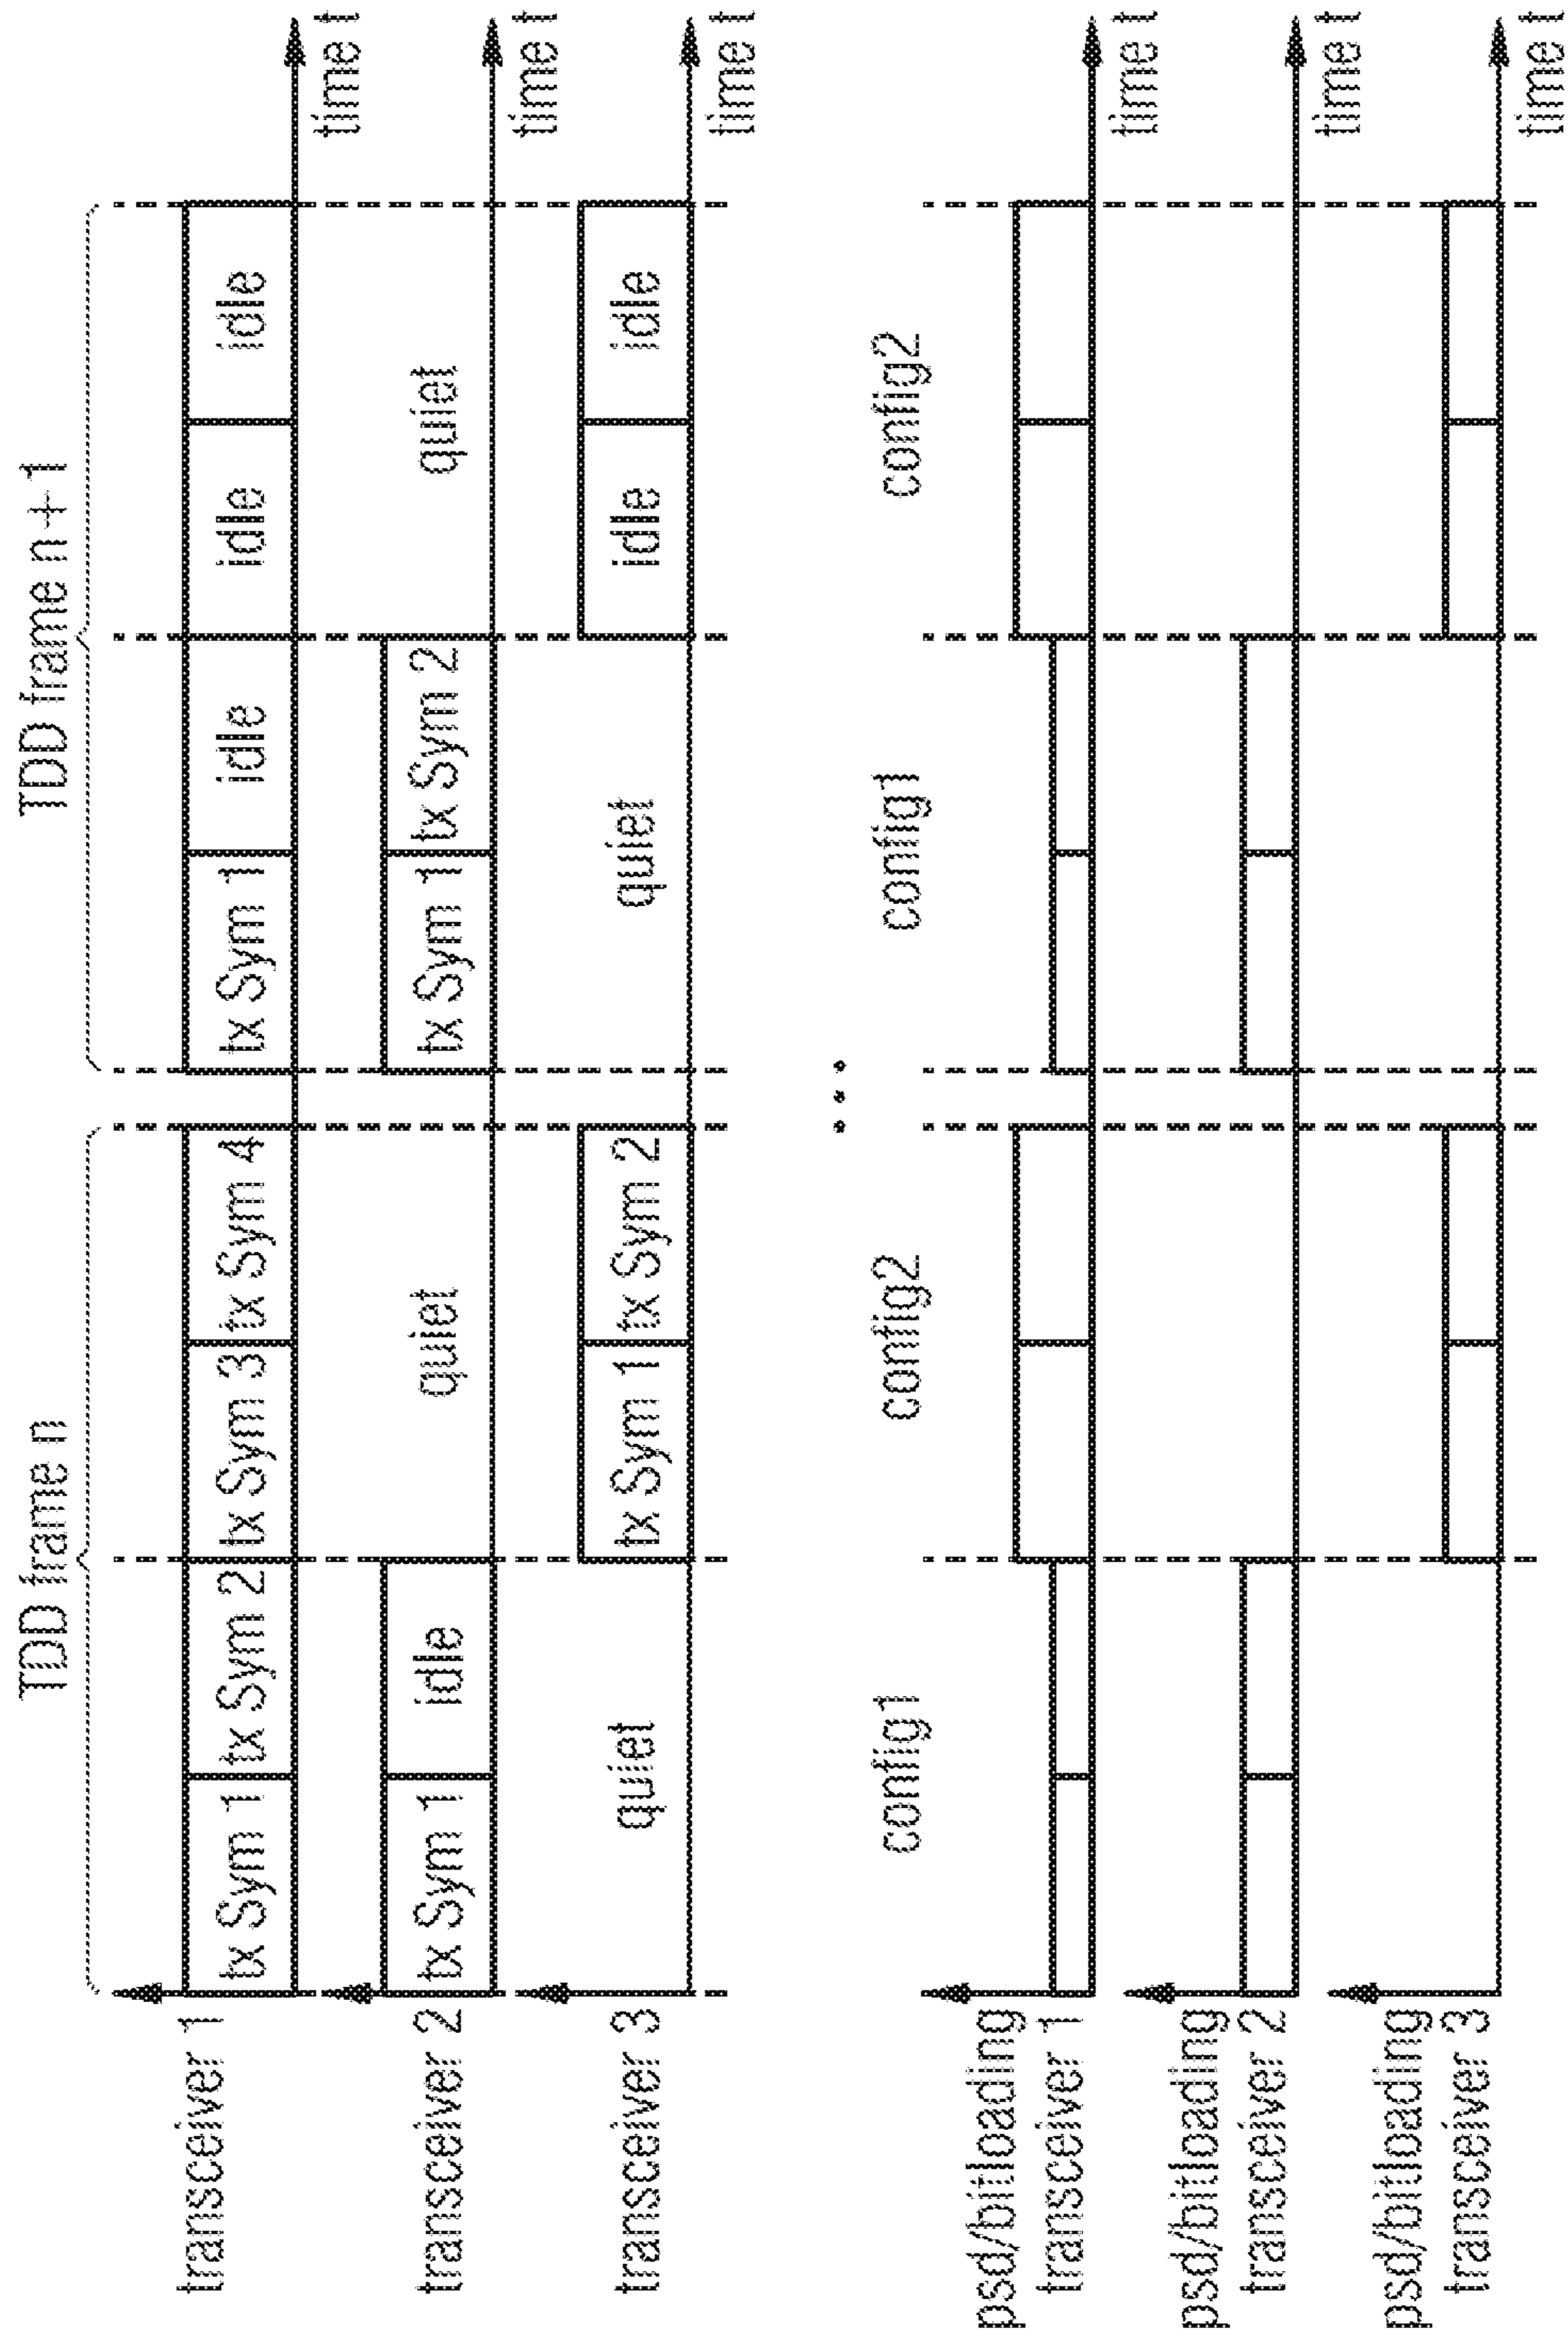 TDD frame n
TDD frame n+1
transceiver 1
tx Sym 1
tx Sym 2
tx Sym 3
tx Sym 4
tx Sym 1
idle
idle
idle
time t
transceiver 2
tx Sym 1
idle
quiet
tx Sym 1
tx Sym 2
quiet
time t
transceiver 3
quiet
tx Sym 1
tx Sym 2
quiet
idle
idle
time t
...
config1
config2
config1
config2
psd/bitloading
transceiver 1
time t
psd/bitloading
transceiver 2
time t
psd/bitloading
transceiver 3
time t